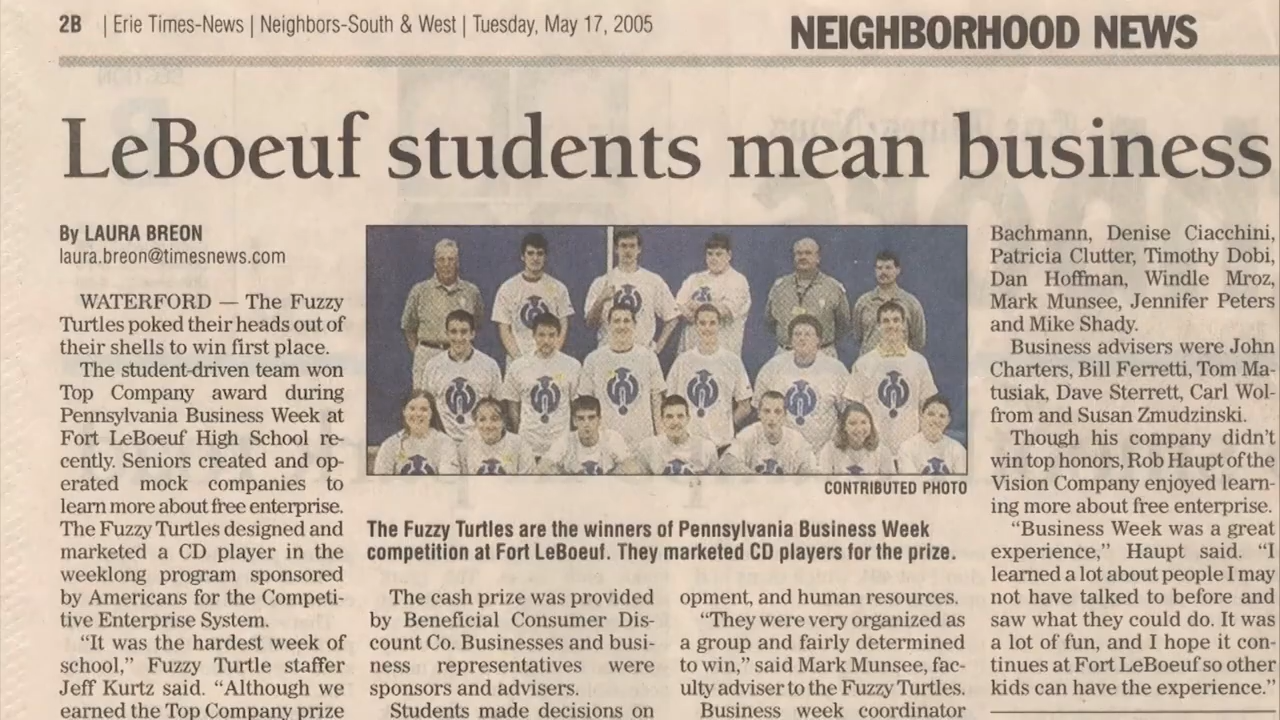 2B | Erie Times-News | Neighbors-South & West | Tuesday, May 17, 2005
NEIGHBORHOOD NEWS
LeBoeuf students mean business
By LAURA BREON
laura.breon@timesnews.com
WATERFORD — The Fuzzy
Turtles poked their heads out of
their shells to win first place.
The student-driven team won
Top Company award during
Pennsylvania Business Week at
Fort LeBoeuf High School re-
cently. Seniors created and op-
erated mock companies to
learn more about free enterprise.
The Fuzzy Turtles designed and
marketed a CD player in the
weeklong program sponsored
by Americans for the Competi-
tive Enterprise System.
“It was the hardest week of
school,” Fuzzy Turtle staffer
Jeff Kurtz said. “Although we
earned the Top Company prize
CONTRIBUTED PHOTO
The Fuzzy Turtles are the winners of Pennsylvania Business Week
competition at Fort LeBoeuf. They marketed CD players for the prize.
The cash prize was provided
by Beneficial Consumer Dis-
count Co. Businesses and busi-
ness representatives were
sponsors and advisers.
Students made decisions on
opment, and human resources.
“They were very organized as
a group and fairly determined
to win,” said Mark Munsee, fac-
ulty adviser to the Fuzzy Turtles.
Business week coordinator
Bachmann, Denise Ciacchini,
Patricia Clutter, Timothy Dobi,
Dan Hoffman, Windle Mroz,
Mark Munsee, Jennifer Peters
and Mike Shady.
Business advisers were John
Charters, Bill Ferretti, Tom Ma-
tusiak, Dave Sterrett, Carl Wol-
from and Susan Zmudzinski.
Though his company didn’t
win top honors, Rob Haupt of the
Vision Company enjoyed learn-
ing more about free enterprise.
“Business Week was a great
experience,” Haupt said. “I
learned a lot about people I may
not have talked to before and
saw what they could do. It was
a lot of fun, and I hope it con-
tinues at Fort LeBoeuf so other
kids can have the experience.”